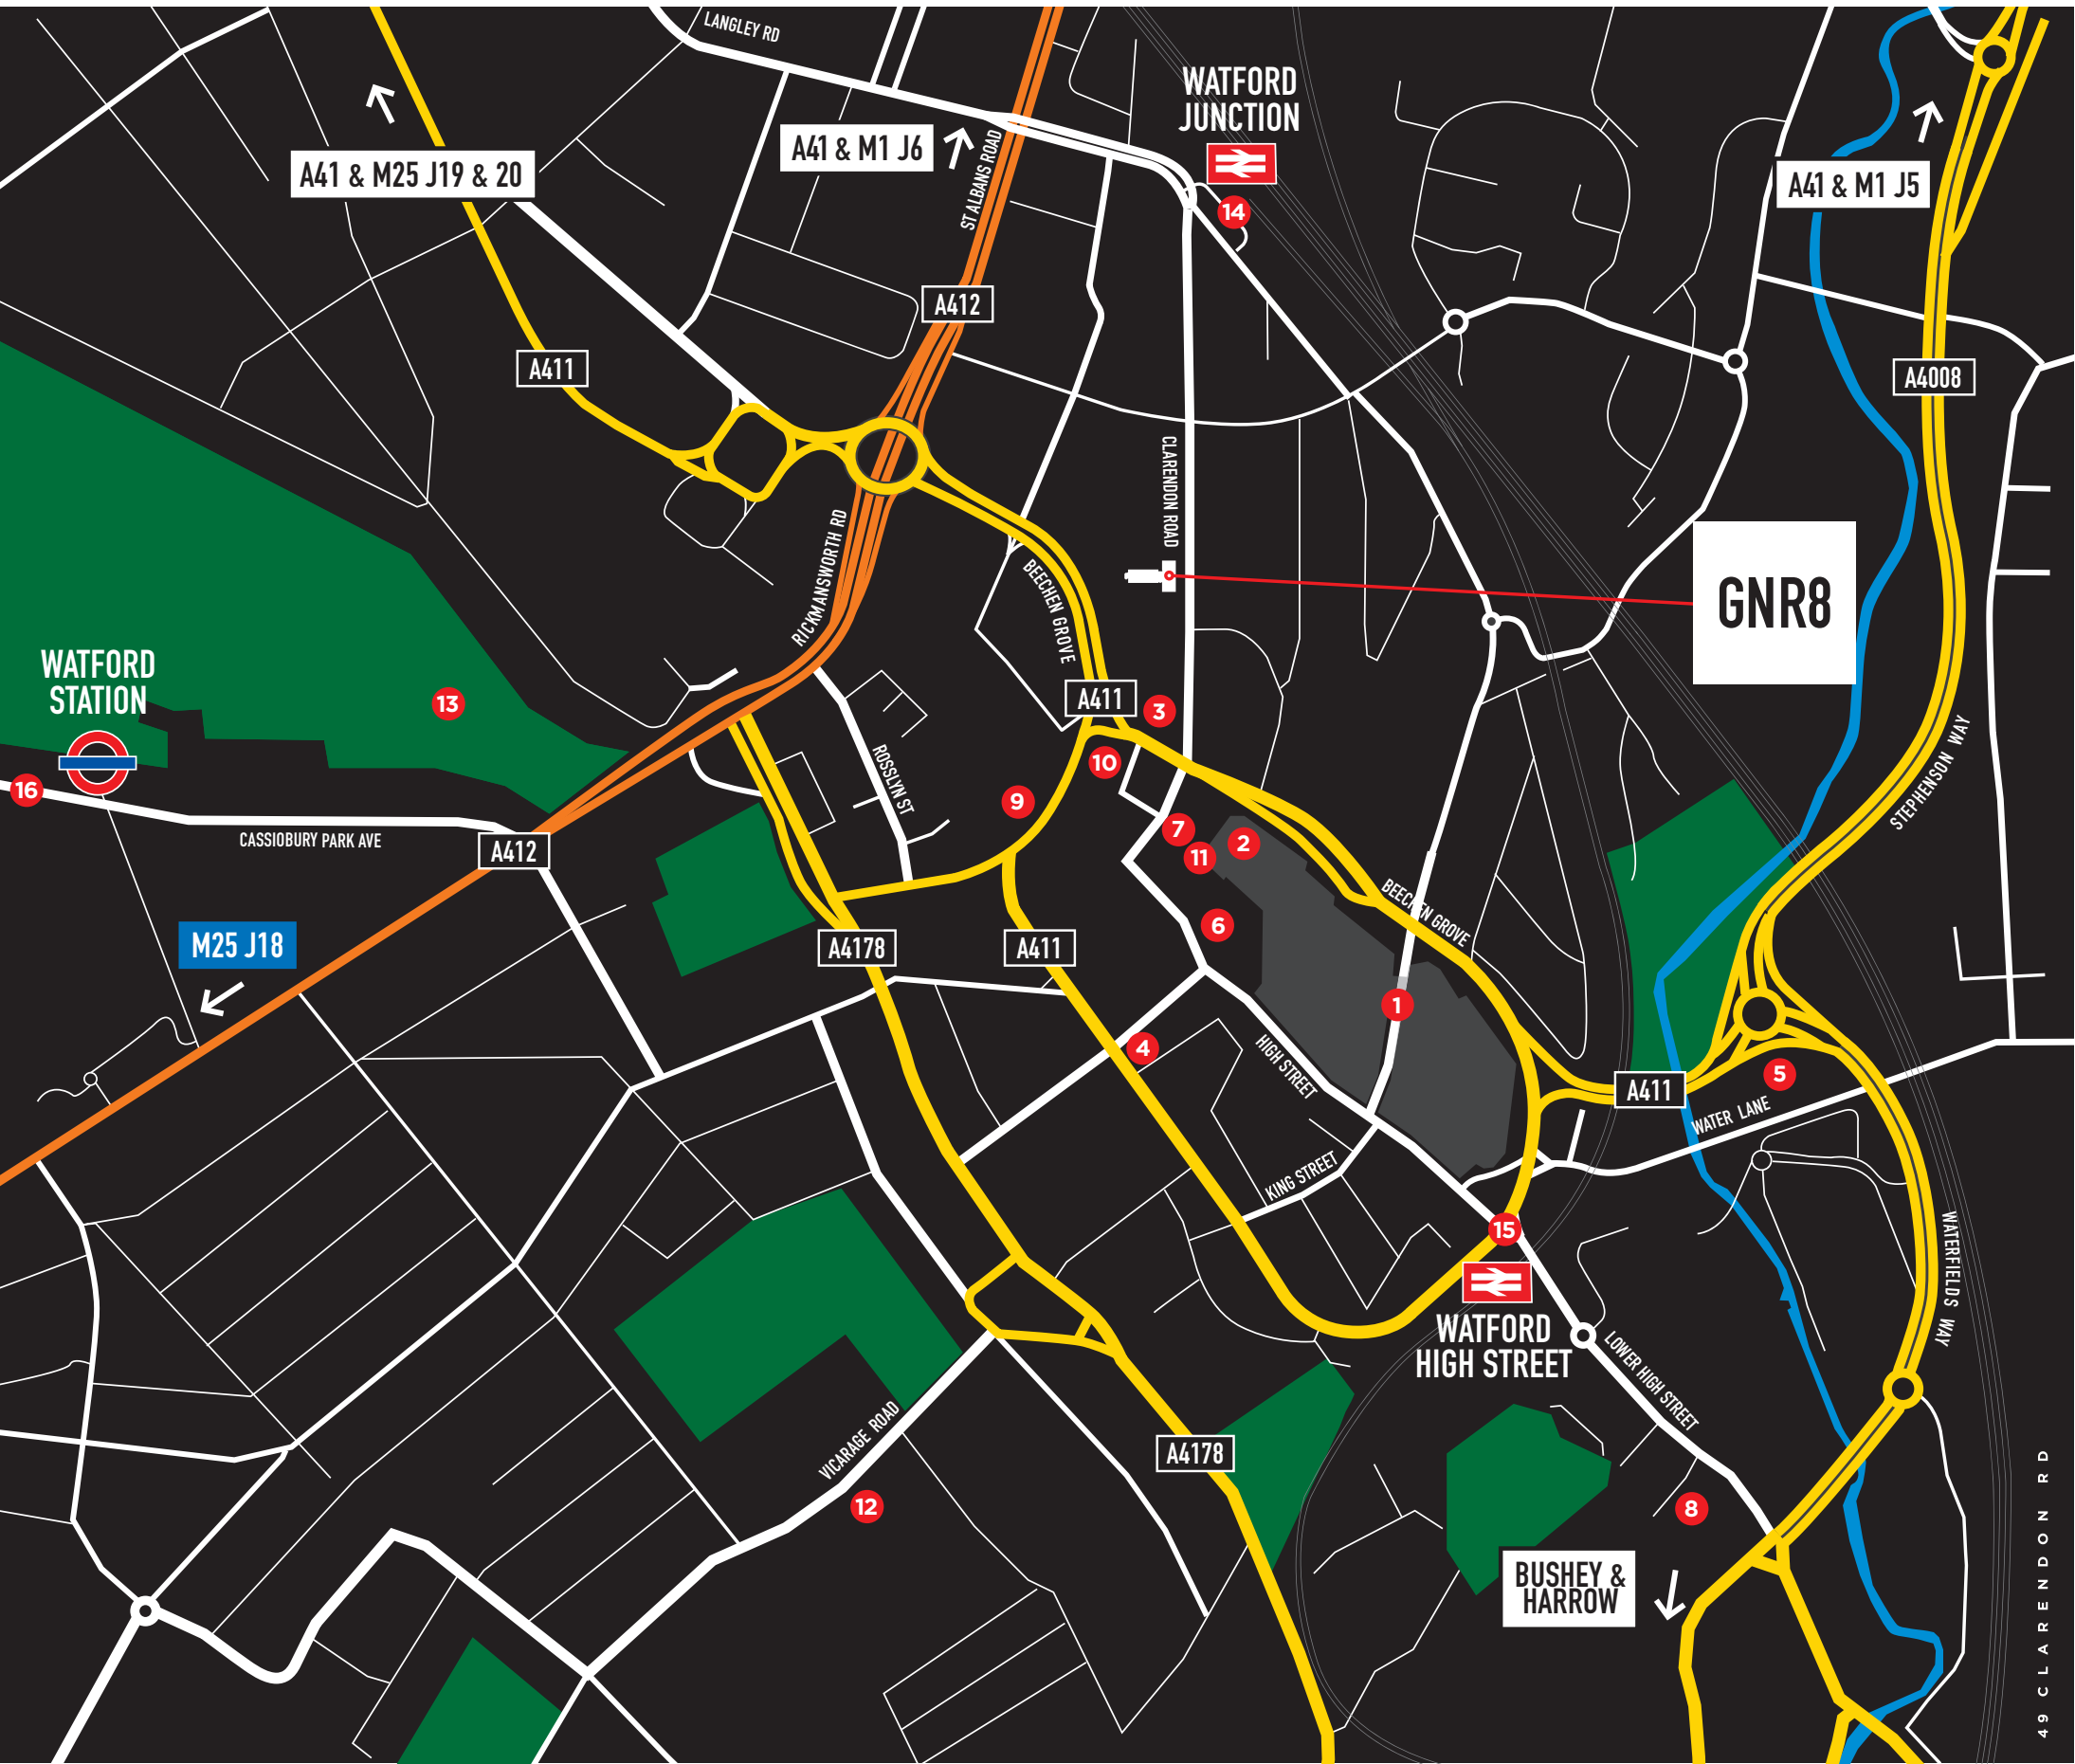 LANGLEY RD
WATFORD
JUNCTION
A41 & M1 J6
A41 & M25 J19 & 20
ST ALBANS ROAD
A41 & M1 J5
14
A412
A411
A4008
CLARENDON ROAD
RICKMANSWORTH RD
BEECHEN GROVE
GNR8
WATFORD
STATION
13
A411
3
10
16
9
ROSSLYN ST
STEPHENSON WAY
CASSIOBURY PARK AVE
A412
7
11
2
BEECHEN GROVE
6
M25 J18
A4178
A411
1
4
HIGH STREET
5
A411
WATER LANE
KING STREET
15
WATERFIELDS WAY
WATFORD
HIGH STREET
LOWER HIGH STREET
VICARAGE ROAD
A4178
12
8
BUSHEY &
HARROW
49 CLARENDON RD